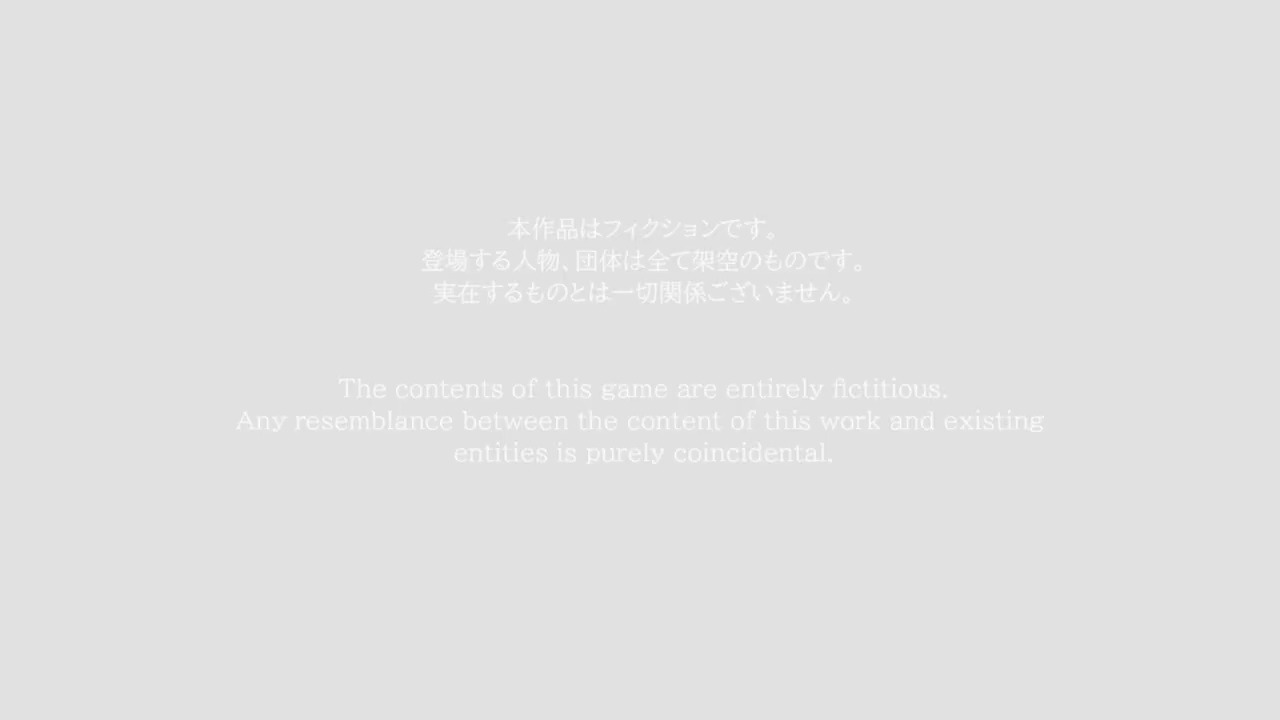 本作品はフィクションです。
登場する人物、団体は全て架空のものです。
実在するものとは一切関係ございません。
The contents of this game are entirely fictitious.
Any resemblance between the content of this work and existing
entities is purely coincidental.